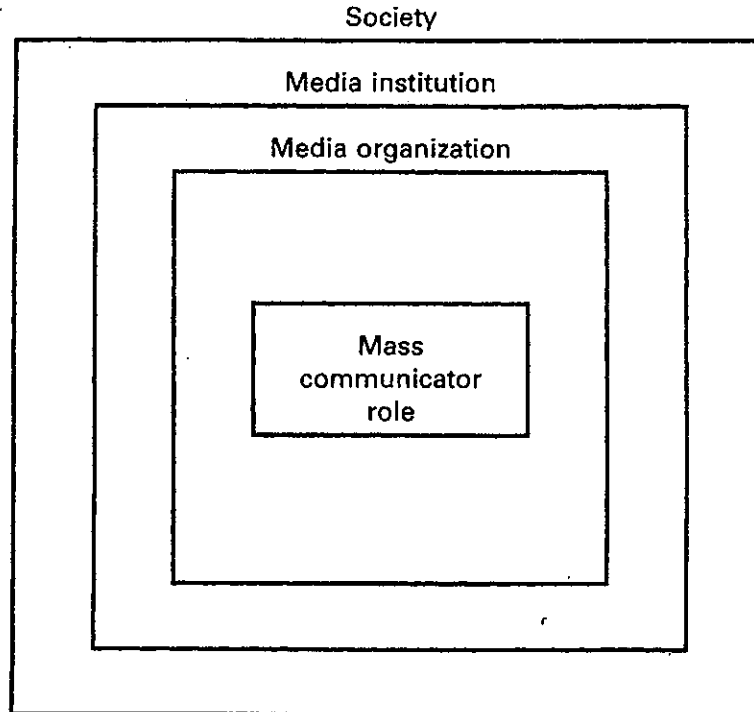 Society
Media institution
Media organization
Mass
communicator
role